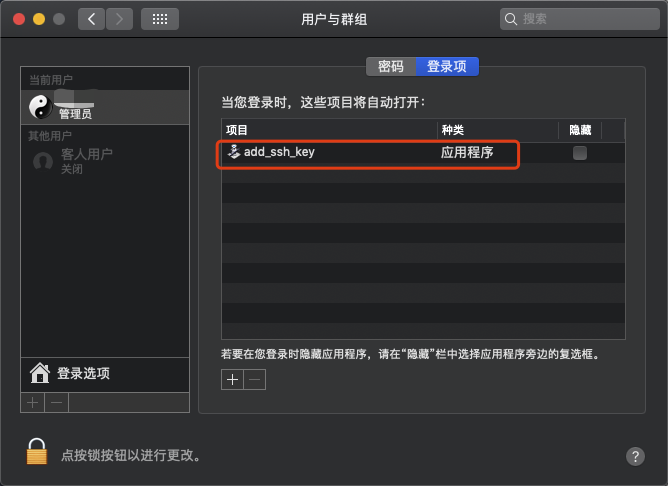 用户与群组
搜索
密码 登录项
当前用户
管理员
其他用户
客人用户
关闭
登录选项
当您登录时，这些项目将自动打开：
项目 种类 隐藏
add_ssh_key 应用程序
若要在您登录时隐藏应用程序，请在“隐藏”栏中选择应用程序旁边的复选框。
点按锁按钮以进行更改。
?